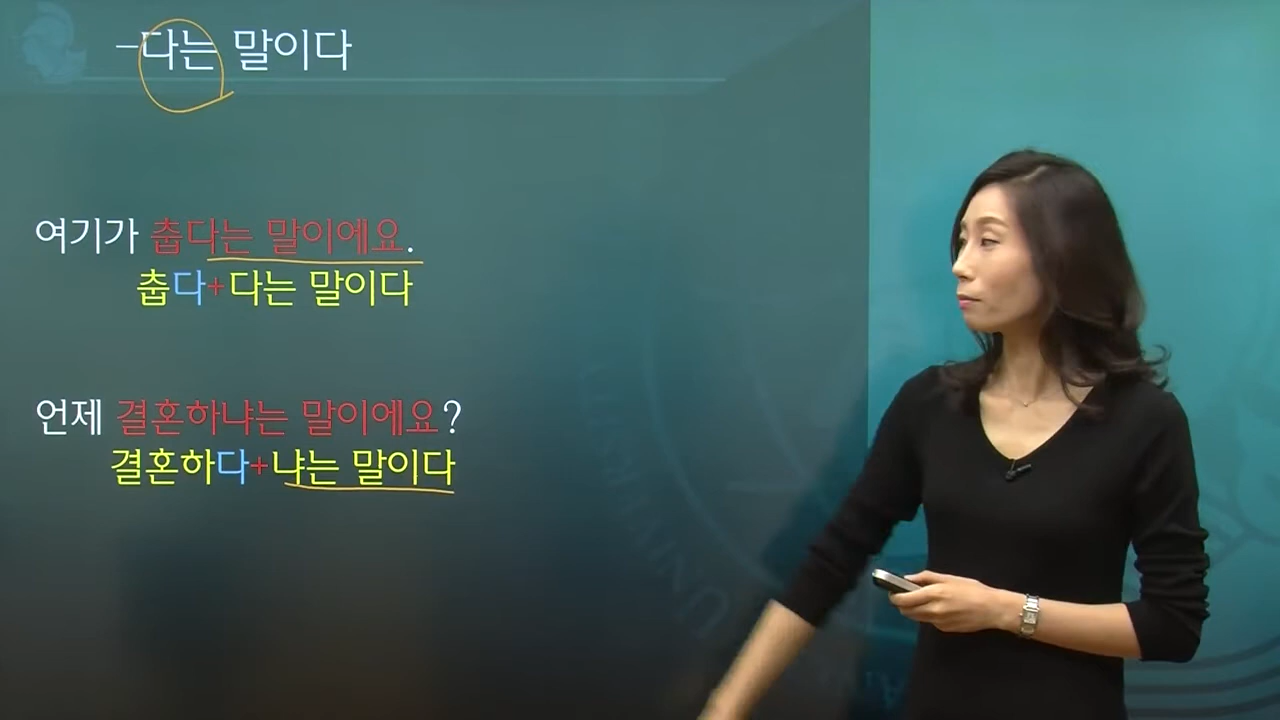 -다는 말이다
여기가 춥다는 말이에요.
춥다+다는 말이다
언제 결혼하냐는 말이에요?
결혼하다+냐는 말이다